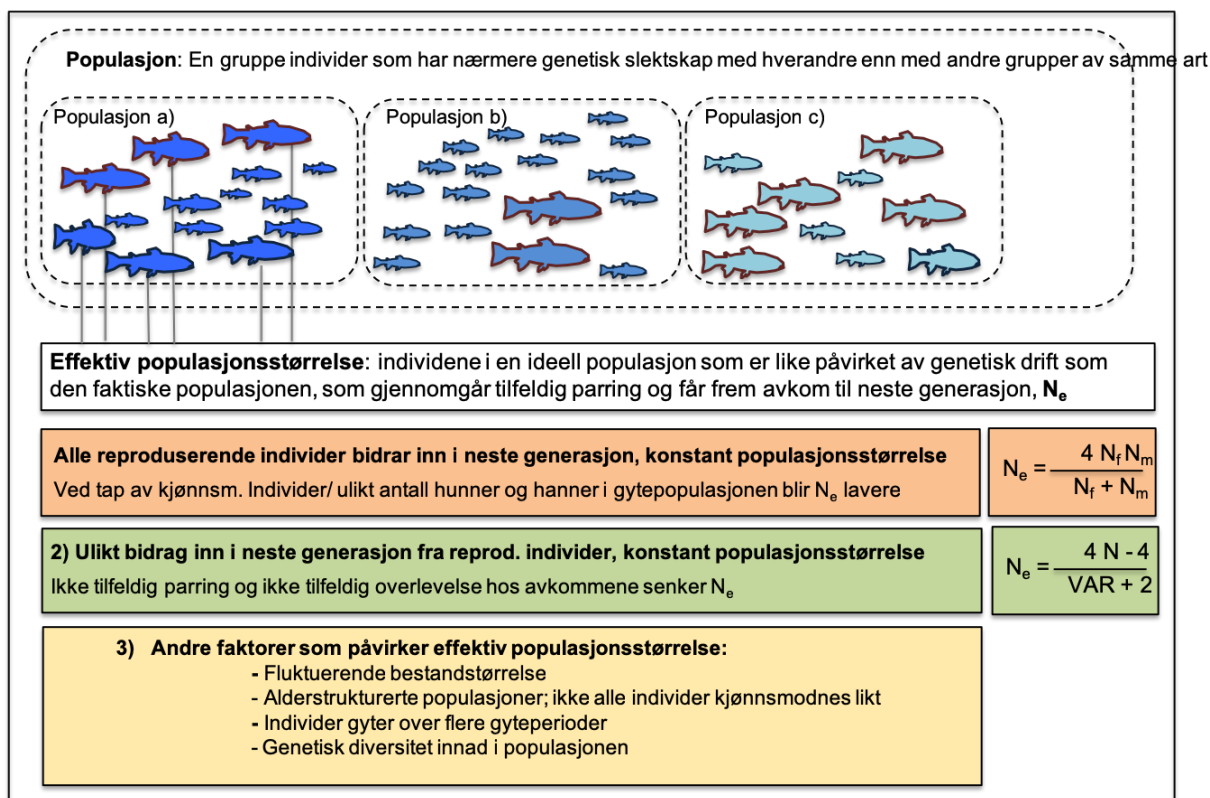 Populasjon: En gruppe individer som har nærmere genetisk slektskap med hverandre enn med andre grupper av samme art
Populasjon a)
Populasjon b)
Populasjon c)
Effektiv populasjonsstørrelse: individene i en ideell populasjon som er like påvirket av genetisk drift som
den faktiske populasjonen, som gjennomgår tilfeldig parring og får frem avkom til neste generasjon, Ne
Alle reproduserende individer bidrar inn i neste generasjon, konstant populasjonsstørrelse
Ved tap av kjønnsm. Individer/ ulikt antall hunner og hanner i gytepopulasjonen blir Ne lavere
4 Nf Nm
Ne =
Nf + Nm
2) Ulikt bidrag inn i neste generasjon fra reprod. individer, konstant populasjonsstørrelse
Ikke tilfeldig parring og ikke tilfeldig overlevelse hos avkommene senker Ne
4 N - 4
Ne =
VAR + 2
3) Andre faktorer som påvirker effektiv populasjonsstørrelse:
- Fluktuerende bestandstørrelse
- Alderstrukturerte populasjoner; ikke alle individer kjønnsmodnes likt
- Individer gyter over flere gyteperioder
- Genetisk diversitet innad i populasjonen